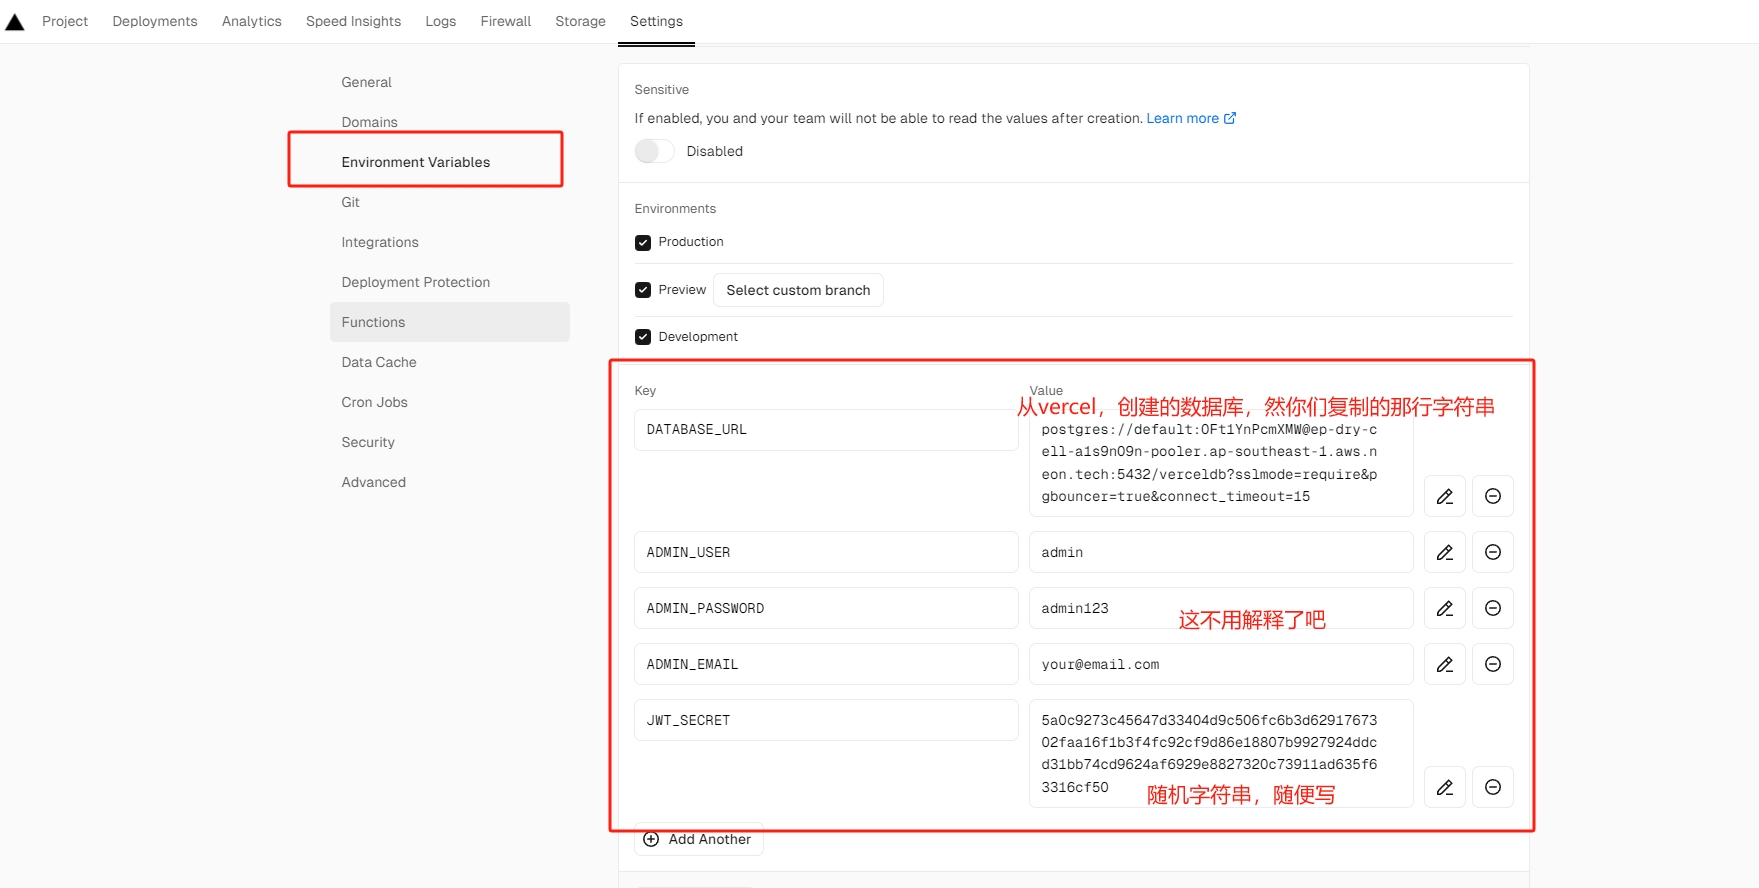 Project Deployments Analytics Speed Insights Logs Firewall Storage Settings
General
Domains
Environment Variables
Git
Integrations
Deployment Protection
Functions
Data Cache
Cron Jobs
Security
Advanced
Sensitive
If enabled, you and your team will not be able to read the values after creation. Learn more
Disabled
Environments
Production
Preview Select custom branch
Development
Key Value
从vercel，创建的数据库，然你们复制的那行字符串
DATABASE_URL
postgres://default:OFt1YnPcmXMW@ep-dry-c
ell-a1s9n09n-pooler.ap-southeast-1.aws.n
eon.tech:5432/verceldb?sslmode=require&p
gbouncer=true&connect_timeout=15
ADMIN_USER admin
ADMIN_PASSWORD admin123
这不用解释了吧
ADMIN_EMAIL your@email.com
JWT_SECRET
5a0c9273c45647d33404d9c506fc6b3d62917673
02faa16f1b3f4fc92cf9d86e18807b9927924ddc
d31bb74cd9624af6929e8827320c73911ad635f6
3316cf50
随机字符串，随便写
Add Another